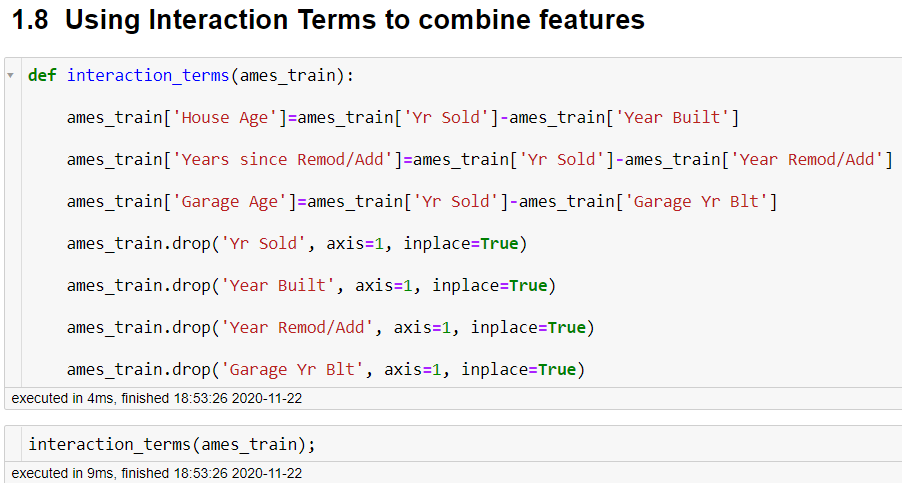 1.8 Using Interaction Terms to combine features
def interaction_terms(ames_train):
ames_train['House Age']=ames_train['Yr Sold']-ames_train['Year Built']
ames_train['Years since Remod/Add']=ames_train['Yr Sold']-ames_train['Year Remod/Add']
ames_train['Garage Age']=ames_train['Yr Sold']-ames_train['Garage Yr Blt']
ames_train.drop('Yr Sold', axis=1, inplace=True)
ames_train.drop('Year Built', axis=1, inplace=True)
ames_train.drop('Year Remod/Add', axis=1, inplace=True)
ames_train.drop('Garage Yr Blt', axis=1, inplace=True)
executed in 4ms, finished 18:53:26 2020-11-22
interaction_terms(ames_train);
executed in 9ms, finished 18:53:26 2020-11-22